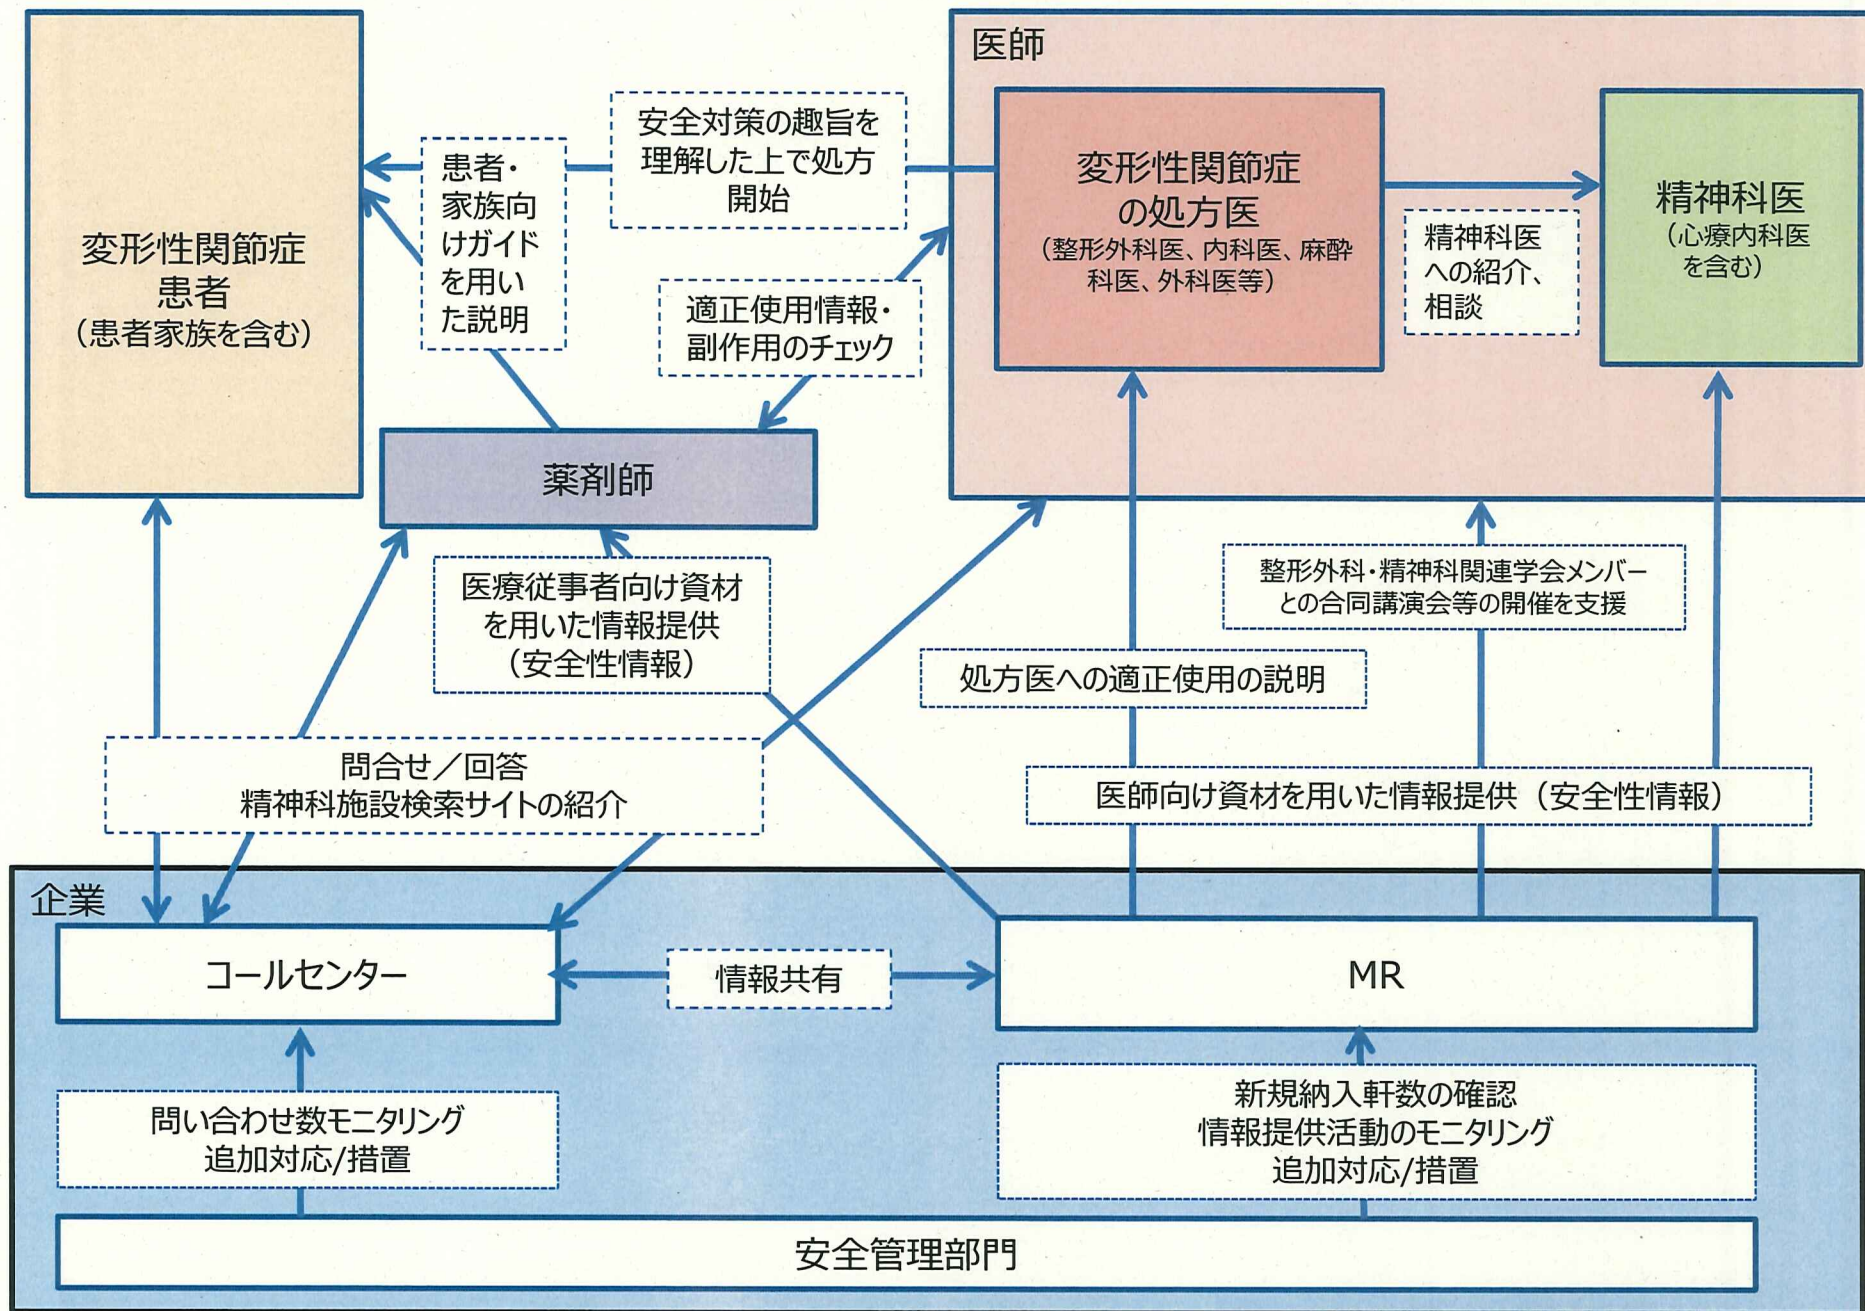 医師
安全対策の趣旨を
理解した上で処方
開始
患者・
家族向
けガイド
を用い
た説明
変形性関節症
の処方医
(整形外科医、内科医、麻酔
科医、外科医等)
精神科医
(心療内科医
を含む)
精神科医
への紹介、
相談
変形性関節症
患者
(患者家族を含む)
適正使用情報・
副作用のチェック
薬剤師
医療従事者向け資材
を用いた情報提供
(安全性情報)
整形外科・精神科関連学会メンバー
との合同講演会等の開催を支援
処方医への適正使用の説明
問合せ／回答
精神科施設検索サイトの紹介
医師向け資材を用いた情報提供（安全性情報）
企業
コールセンター
情報共有
MR
問い合わせ数モニタリング
追加対応/措置
新規納入軒数の確認
情報提供活動のモニタリング
追加対応/措置
安全管理部門